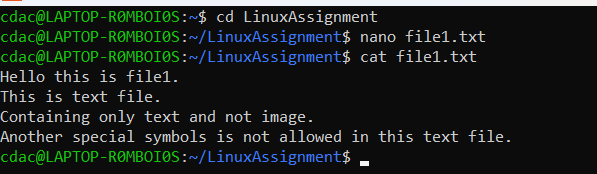 cdac@LAPTOP-R0MBOI0S:~$ cd LinuxAssignment
cdac@LAPTOP-R0MBOI0S:~/LinuxAssignment$ nano file1.txt
cdac@LAPTOP-R0MBOI0S:~/LinuxAssignment$ cat file1.txt
Hello this is file1.
This is text file.
Containing only text and not image.
Another special symbols is not allowed in this text file.
cdac@LAPTOP-R0MBOI0S:~/LinuxAssignment$